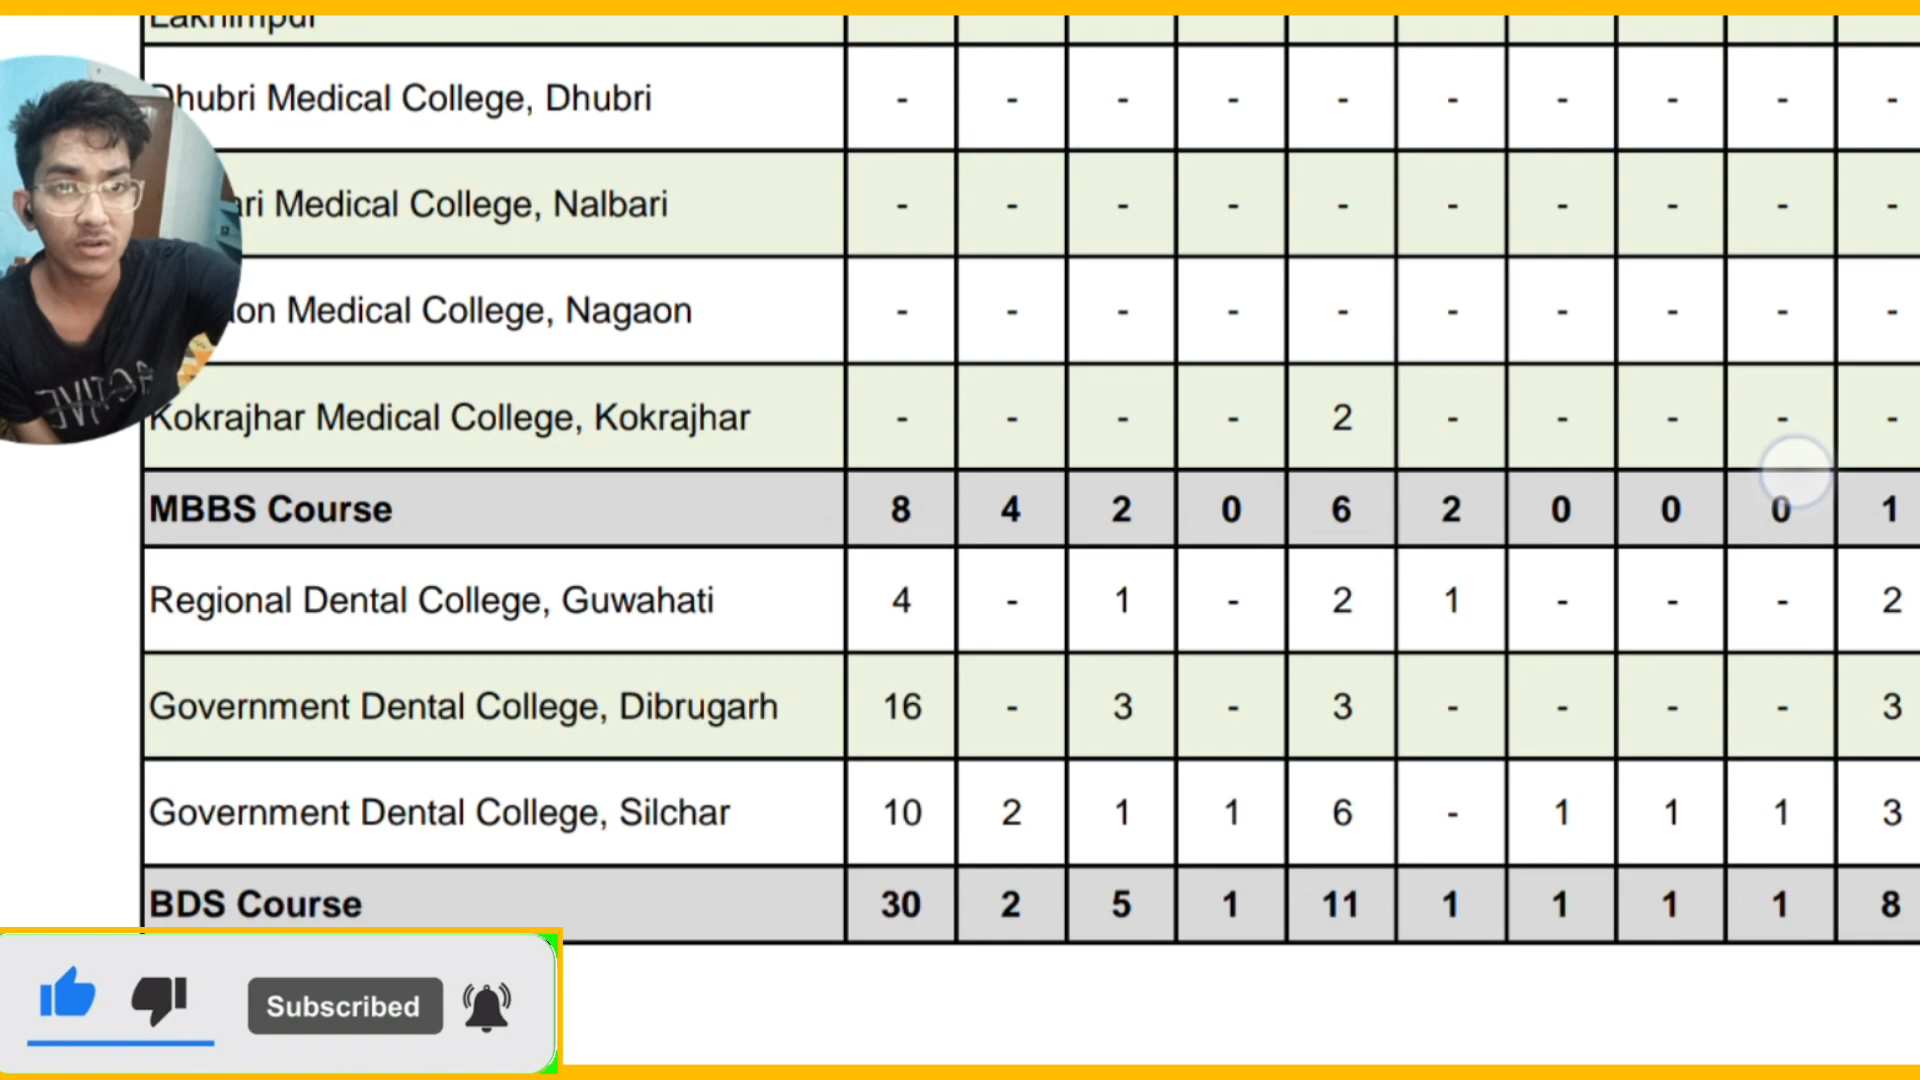 Lakhimpur
Dhubri Medical College, Dhubri - - - - - - - - - -
Medical College, Nalbari - - - - - - - - - -
Medical College, Nagaon - - - - - - - - - -
Kokrajhar Medical College, Kokrajhar - - - - 2 - - - - -
MBBS Course 8 4 2 0 6 2 0 0 0 1
Regional Dental College, Guwahati 4 - 1 - 2 1 - - - 2
Government Dental College, Dibrugarh 16 - 3 - 3 - - - - 3
Government Dental College, Silchar 10 2 1 1 6 - 1 1 1 3
BDS Course 30 2 5 1 11 1 1 1 1 8
Subscribed